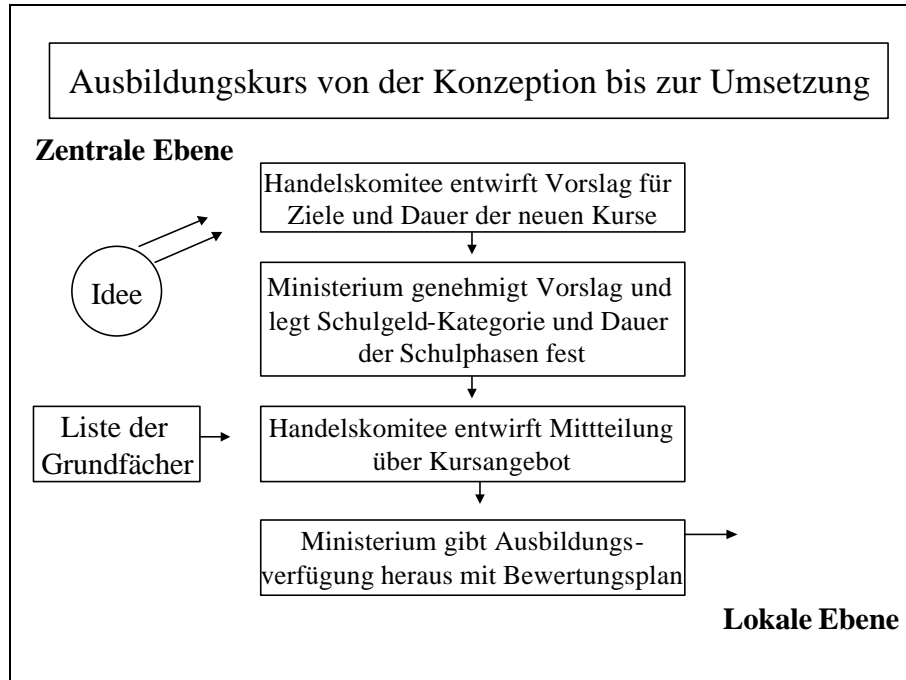 Ausbildungskurs von der Konzeption bis zur Umsetzung
Zentrale Ebene
Handelskomitee entwirft Vorslag für
Ziele und Dauer der neuen Kurse
Idee
Ministerium genehmigt Vorslag und
legt Schulgeld-Kategorie und Dauer
der Schulphasen fest
Liste der
Grundfächer
Handelskomitee entwirft Mittteilung
über Kursangebot
Ministerium gibt Ausbildungs-
verfügung heraus mit Bewertungsplan
Lokale Ebene